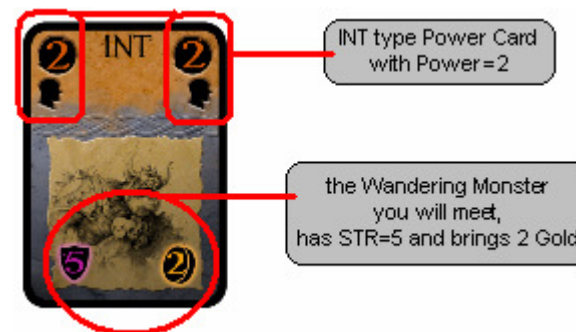 2 INT 2
INT type Power Card
with Power=2
the Wandering Monster
you will meet,
has STR=5 and brings 2 Gold
5 2